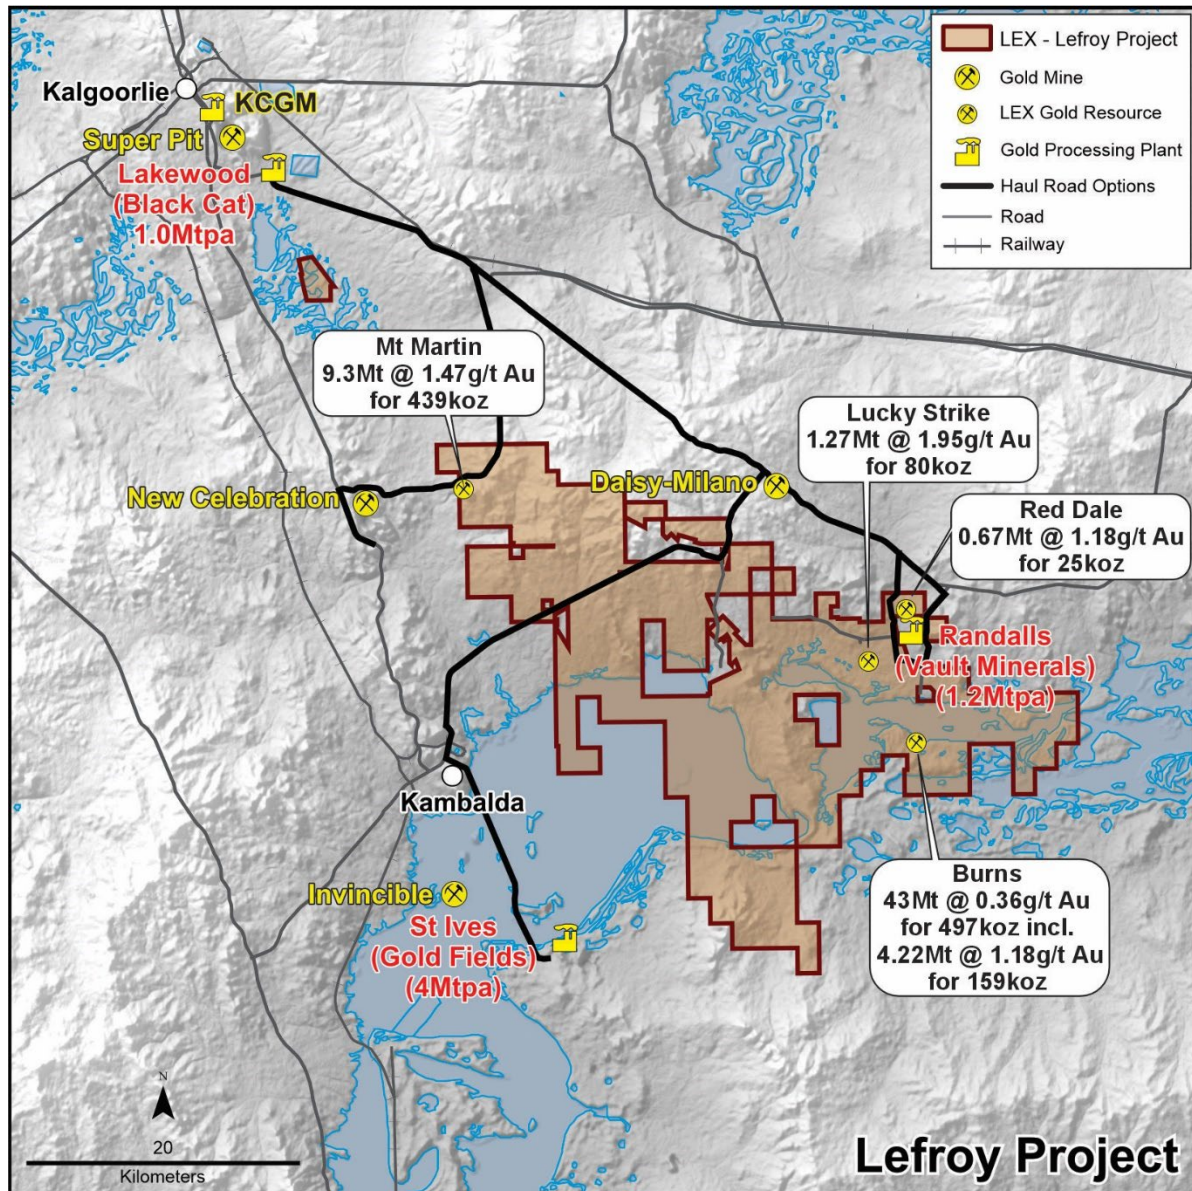 LEX - Lefroy Project
Gold Mine
LEX Gold Resource
Gold Processing Plant
Haul Road Options
Road
Railway
Kalgoorlie
KCGM
Super Pit
Lakewood
(Black Cat)
1.0Mtpa
Mt Martin
9.3Mt @ 1.47g/t Au
for 439koz
Lucky Strike
1.27Mt @ 1.95g/t Au
for 80koz
Daisy-Milano
New Celebration
Red Dale
0.67Mt @ 1.18g/t Au
for 25koz
Randalls
(Vault Minerals)
(1.2Mtpa)
Kambalda
Invincible
St Ives
(Gold Fields)
(4Mtpa)
Burns
43Mt @ 0.36g/t Au
for 497koz incl.
4.22Mt @ 1.18g/t Au
for 159koz
N
20
Kilometers
Lefroy Project